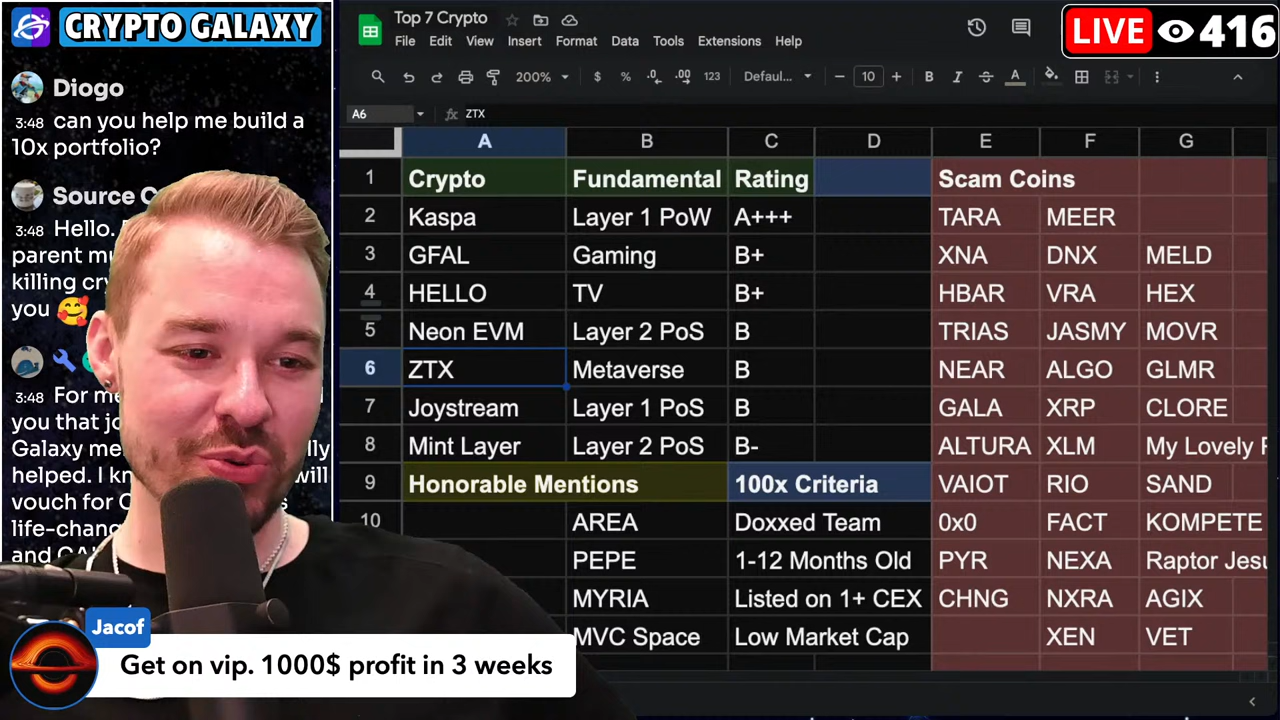 CRYPTO GALAXY
Diogo
3:48 can you help me build a
10x portfolio?
Source
3:48 Hello.
parent
killing
you 🥰
3:48 For
you that
Galaxy
helped. I will
vouch for
and
Jacof
Get on vip. 1000$ profit in 3 weeks
Top 7 Crypto
File Edit View Insert Format Data Tools Extensions Help
200% $ % .0 .00 123 Defaul... − 10 + B I S A
A6 fx ZTX
LIVE 416
A B C D E F G
1 Crypto Fundamental Rating Scam Coins
2 Kaspa Layer 1 PoW A+++ TARA MEER
3 GFAL Gaming B+ XNA DNX MELD
4 HELLO TV B+ HBAR VRA HEX
5 Neon EVM Layer 2 PoS B TRIAS JASMY MOVR
6 ZTX Metaverse B NEAR ALGO GLMR
7 Joystream Layer 1 PoS B GALA XRP CLORE
8 Mint Layer Layer 2 PoS B- ALTURA XLM My Lovely
9 Honorable Mentions 100x Criteria VAIOT RIO SAND
10 AREA Doxxed Team 0x0 FACT KOMPETE
PEPE 1-12 Months Old PYR NEXA Raptor
MYRIA Listed on 1+ CEX CHNG NXRA AGIX
MVC Space Low Market Cap XEN VET